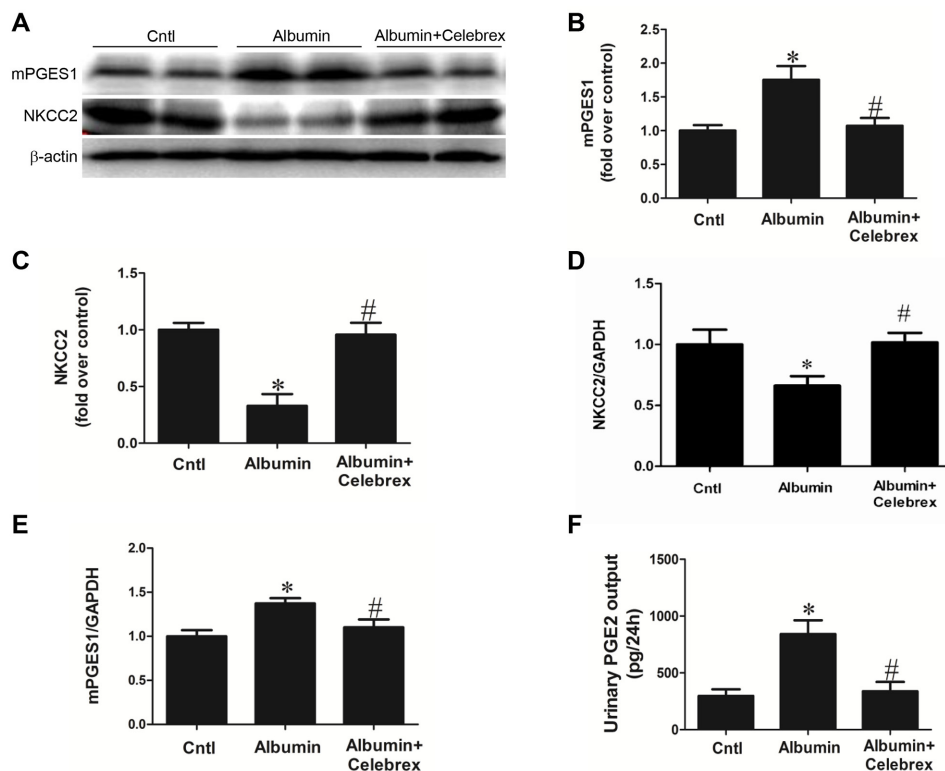 A
Cntl Albumin Albumin+Celebrex
mPGES1
NKCC2
β-actin
B
mPGES1
(fold over control)
2.5
2.0
1.5
1.0
0.5
0.0
*
#
Cntl Albumin Albumin+
Celebrex
C
NKCC2
(fold over control)
1.5
1.0
0.5
0.0
*
#
Cntl Albumin Albumin+
Celebrex
D
NKCC2/GAPDH
1.5
1.0
0.5
0.0
*
#
Cntl Albumin Albumin+
Celebrex
E
mPGES1/GAPDH
2.0
1.5
1.0
0.5
0.0
*
#
Cntl Albumin Albumin+
Celebrex
F
Urinary PGE2 output
(pg/24h)
1500
1000
500
0
*
#
Cntl Albumin Albumin+
Celebrex